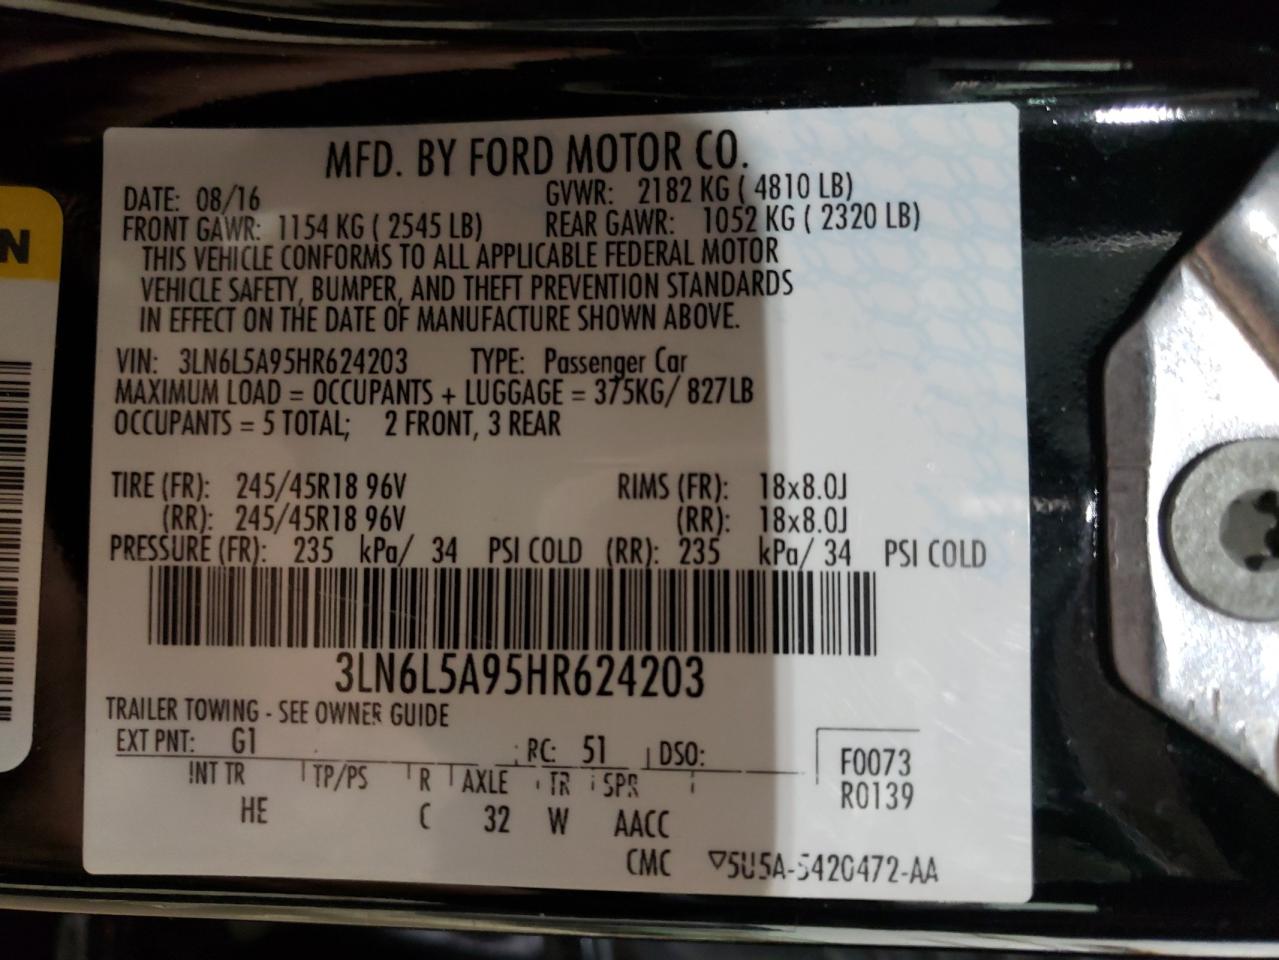 MFD. BY FORD MOTOR CO.
DATE: 08/16 GVWR: 2182 KG ( 4810 LB)
FRONT GAWR: 1154 KG ( 2545 LB) REAR GAWR: 1052 KG ( 2320 LB)
THIS VEHICLE CONFORMS TO ALL APPLICABLE FEDERAL MOTOR
VEHICLE SAFETY, BUMPER, AND THEFT PREVENTION STANDARDS
IN EFFECT ON THE DATE OF MANUFACTURE SHOWN ABOVE.
VIN: 3LN6L5A95HR624203 TYPE: Passenger Car
MAXIMUM LOAD = OCCUPANTS + LUGGAGE = 375KG/ 827LB
OCCUPANTS = 5 TOTAL; 2 FRONT, 3 REAR
TIRE (FR): 245/45R18 96V RIMS (FR): 18x8.0J
(RR): 245/45R18 96V (RR): 18x8.0J
PRESSURE (FR): 235 kPa/ 34 PSI COLD (RR): 235 kPa/ 34 PSI COLD
3LN6L5A95HR624203
TRAILER TOWING - SEE OWNER GUIDE
EXT PNT: G1 RC: 51 DSO: F0073
INT TR TP/PS R AXLE TR SPR R0139
HE C 32 W AACC
CMC ▽5U5A-5420472-AA
N